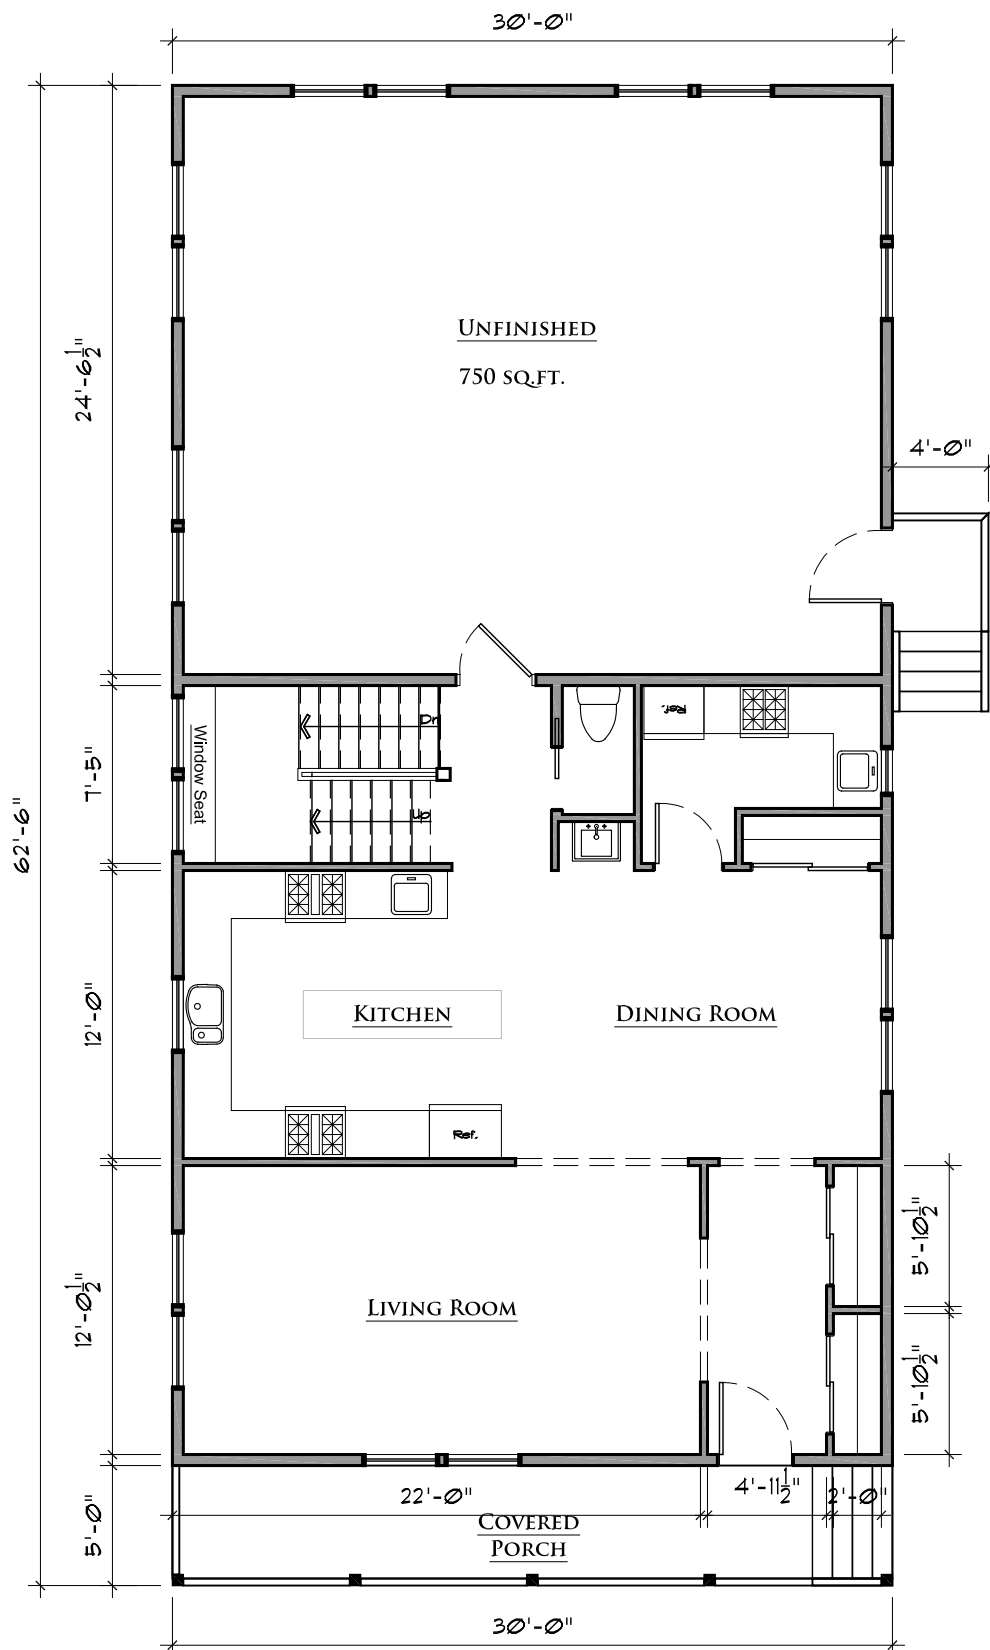 30'-0"
UNFINISHED
750 SQ.FT.
24'-6 1/2"
4'-0"
62'-6"
7'-5"
Window Seat
Dn
Up
Ref.
12'-0"
KITCHEN
DINING ROOM
Ref.
12'-0 1/2"
LIVING ROOM
5'-10 1/2"
5'-10 1/2"
5'-0"
22'-0"
4'-11 1/2"
2'-0"
COVERED
PORCH
30'-0"